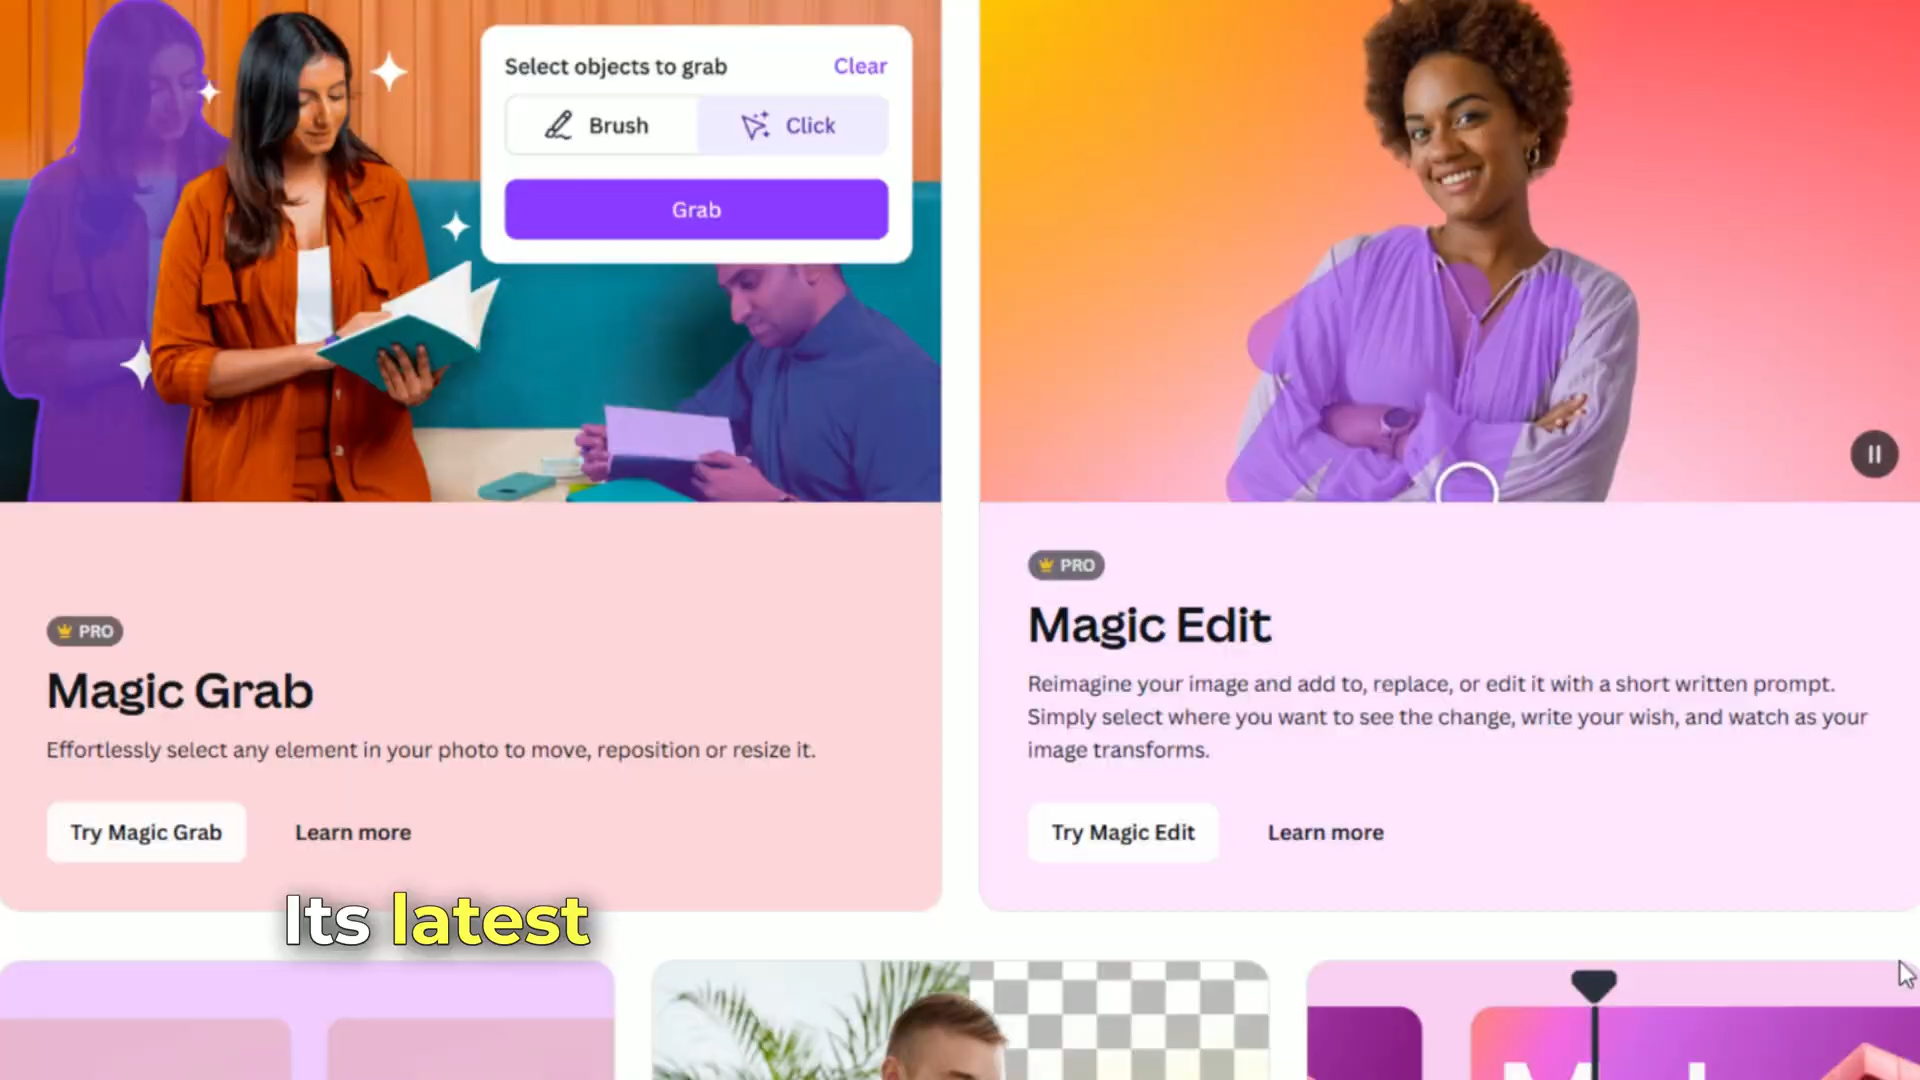 Select objects to grab
Clear
Brush
Click
Grab
PRO
Magic Grab
Effortlessly select any element in your photo to move, reposition or resize it.
Try Magic Grab
Learn more
PRO
Magic Edit
Reimagine your image and add to, replace, or edit it with a short written prompt.
Simply select where you want to see the change, write your wish, and watch as your
image transforms.
Try Magic Edit
Learn more
Its latest